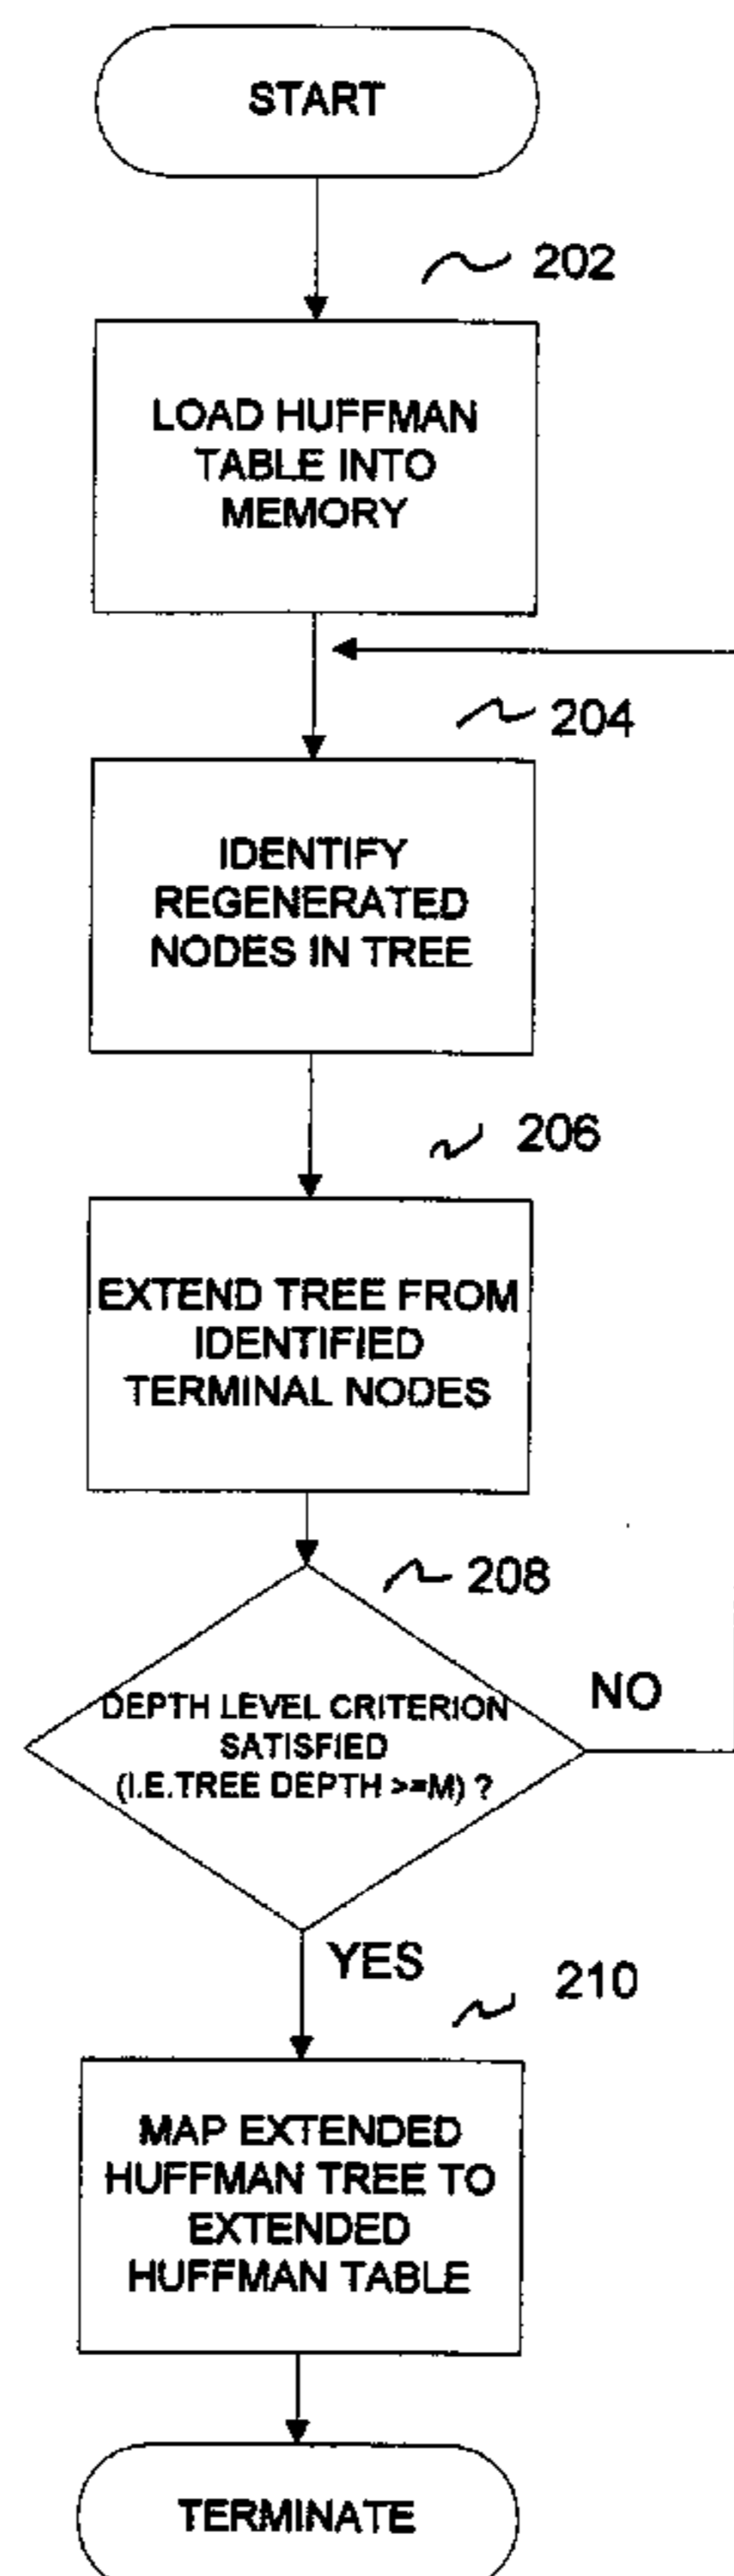 START
202
LOAD HUFFMAN
TABLE INTO
MEMORY
204
IDENTIFY
REGENERATED
NODES IN TREE
206
EXTEND TREE FROM
IDENTIFIED
TERMINAL NODES
208
DEPTH LEVEL CRITERION
SATISFIED
(I.E.TREE DEPTH >=M) ?
NO
YES
210
MAP EXTENDED
HUFFMAN TREE TO
EXTENDED
HUFFMAN TABLE
TERMINATE